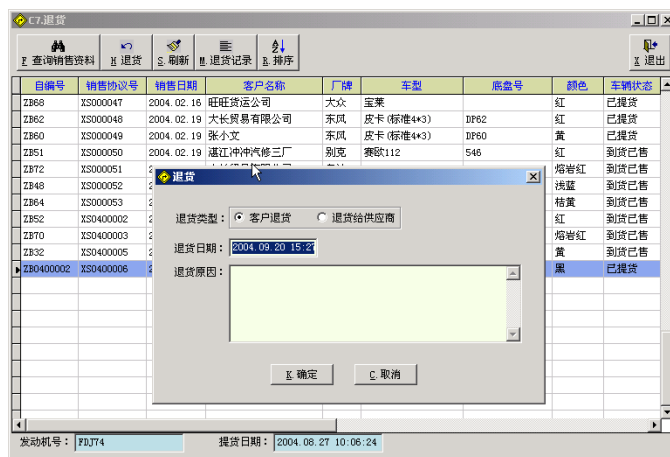 C7.退货
F 查询销售资料 H 退货 S.刷新 M.退货记录 B.排序 X 退出
自编号 销售协议号 销售日期 客户名称 厂牌 车型 底盘号 颜色 车辆状态
ZB68 XS000047 2004.02.16 旺旺货运公司 大众 宝莱 红 已提货
ZB62 XS000048 2004.02.19 大长贸易有限公司 东风 皮卡(标准4*3) DP62 红 已提货
ZB60 XS000049 2004.02.19 张小文 东风 皮卡(标准4*3) DP60 黄 已提货
ZB51 XS000050 2004.02.19 湛江冲冲汽修三厂 别克 赛欧112 546 红 到货已售
ZB72 XS000051 2 熔岩红 到货已售
ZB48 XS000052 2 浅蓝 到货已售
ZB64 XS000053 2 桔黄 到货已售
ZB52 XS0400002 2 红 到货已售
ZB70 XS0400003 2 熔岩红 到货已售
ZB32 XS0400005 2 黄 到货已售
ZB0400002 XS0400006 2 黑 已提货
退货
退货类型： 客户退货 退货给供应商
退货日期： 2004.09.20 15:27
退货原因：
K.确定 C.取消
发动机号： FDJ74 提货日期： 2004.08.27 10:06:24